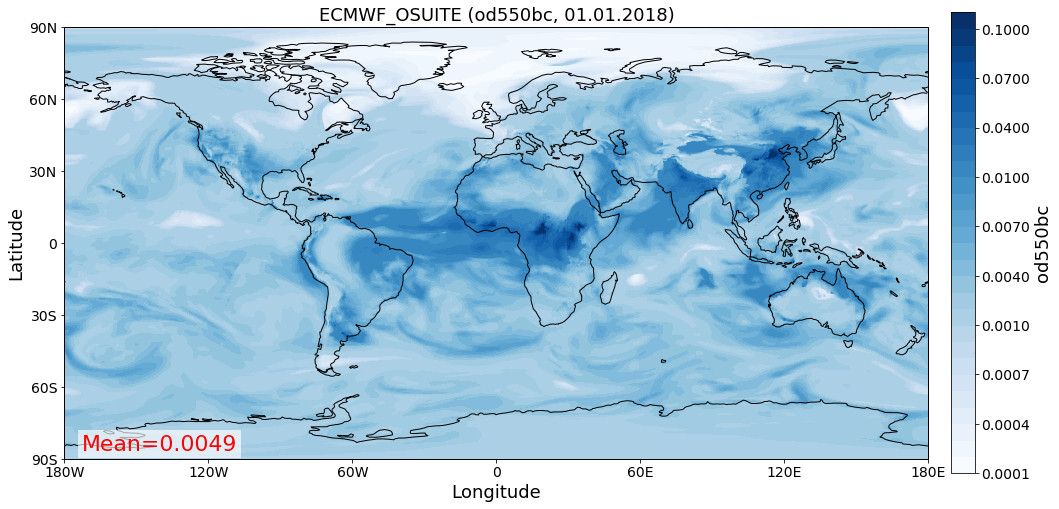 ECMWF_OSUITE (od550bc, 01.01.2018)
90N
60N
30N
0
30S
60S
90S
Latitude
Mean=0.0049
180W
120W
60W
0
60E
120E
180E
Longitude
0.1000
0.0700
0.0400
0.0100
0.0070
0.0040
0.0010
0.0007
0.0004
0.0001
od550bc